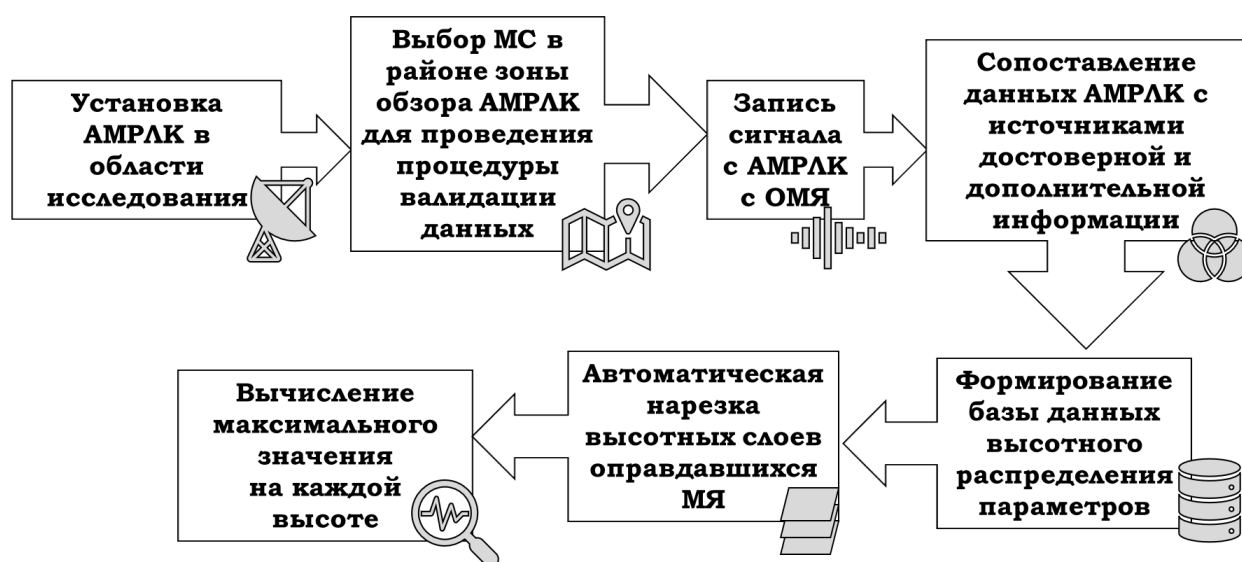 Установка
АМРЛК в
области
исследования
Выбор МС в
районе зоны
обзора АМРЛК
для проведения
процедуры
валидации
данных
Запись
сигнала
с АМРЛК
с ОМЯ
Сопоставление
данных АМРЛК с
источниками
достоверной и
дополнительной
информации
Формирование
базы данных
высотного
распределения
параметров
Автоматическая
нарезка
высотных слоев
оправдавшихся
МЯ
Вычисление
максимального
значения
на каждой
высоте